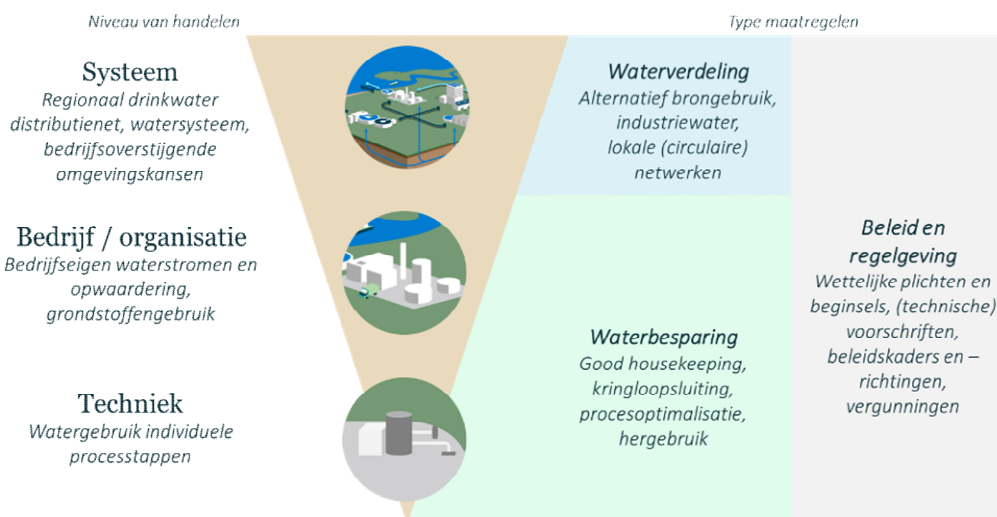 Niveau van handelen
Type maatregelen
Systeem
Regionaal drinkwater
distributienet, watersysteem,
bedrijfsoverstijgende
omgevingskansen
Waterverdeling
Alternatief brongebruik,
industriewater,
lokale (circulaire)
netwerken
Bedrijf / organisatie
Bedrijfseigen waterstromen en
opwaardering,
grondstoffengebruik
Beleid en
regelgeving
Wettelijke plichten en
beginsels, (technische)
voorschriften,
beleidskaders en –
richtingen,
vergunningen
Waterbesparing
Good housekeeping,
kringloopsluiting,
procesoptimalisatie,
hergebruik
Techniek
Watergebruik individuele
processtappen